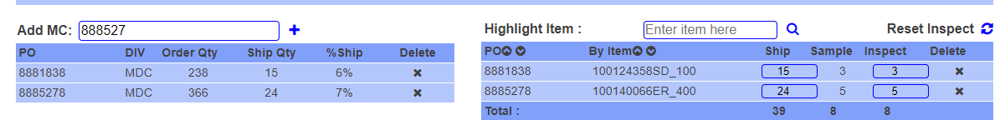 Add MC: 888527
PO DIV Order Qty Ship Qty %Ship Delete
8881838 MDC 238 15 6%
8885278 MDC 366 24 7%
Highlight Item : Enter item here Reset Inspect
PO By Item Ship Sample Inspect Delete
8881838 100124358SD_100 15 3 3
8885278 100140066ER_400 24 5 5
Total : 39 8 8